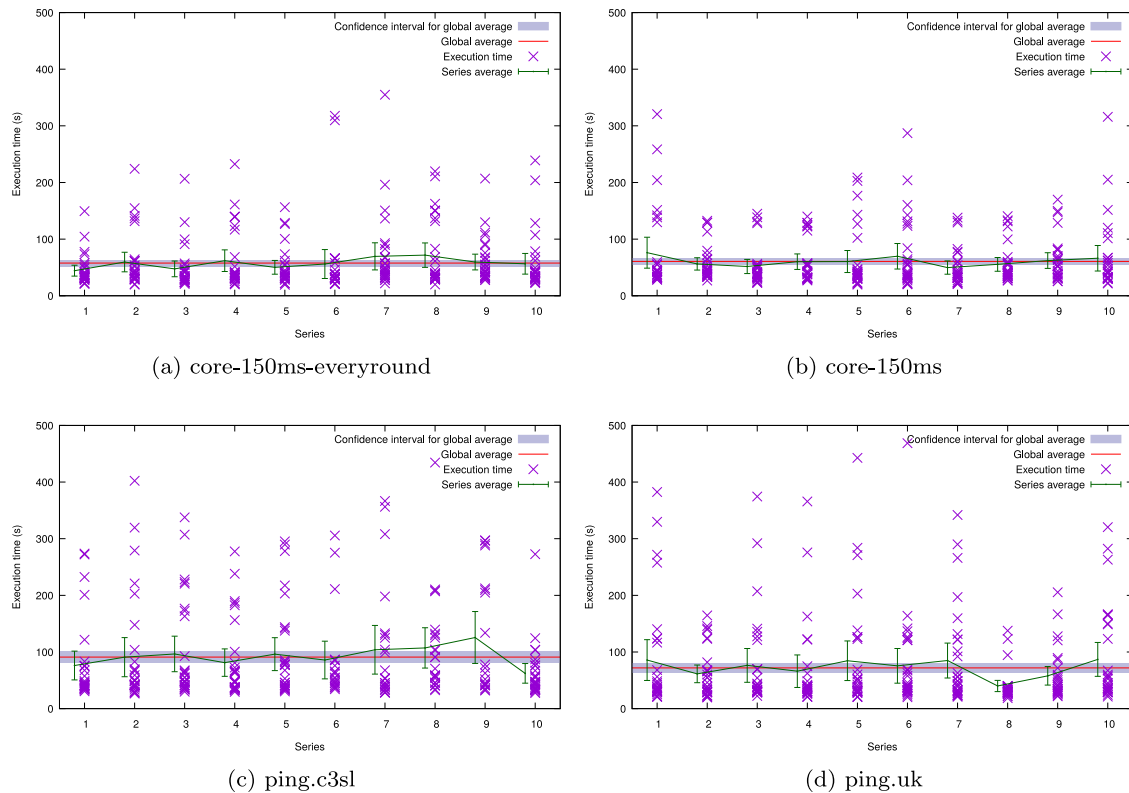 500
400
300
200
100
0
Execution time (s)
Confidence interval for global average
Global average
Execution time
Series average
1 2 3 4 5 6 7 8 9 10
Series
(a) core-150ms-everyround
500
400
300
200
100
0
Execution time (s)
Confidence interval for global average
Global average
Execution time
Series average
1 2 3 4 5 6 7 8 9 10
Series
(b) core-150ms
500
400
300
200
100
0
Execution time (s)
Confidence interval for global average
Global average
Execution time
Series average
1 2 3 4 5 6 7 8 9 10
Series
(c) ping.c3sl
500
400
300
200
100
0
Execution time (s)
Confidence interval for global average
Global average
Execution time
Series average
1 2 3 4 5 6 7 8 9 10
Series
(d) ping.uk